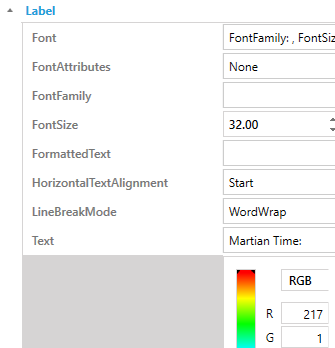 Label
Font FontFamily: , FontSiz
FontAttributes None
FontFamily
FontSize 32.00
FormattedText
HorizontalTextAlignment Start
LineBreakMode WordWrap
Text Martian Time:
RGB
R 217
G 1